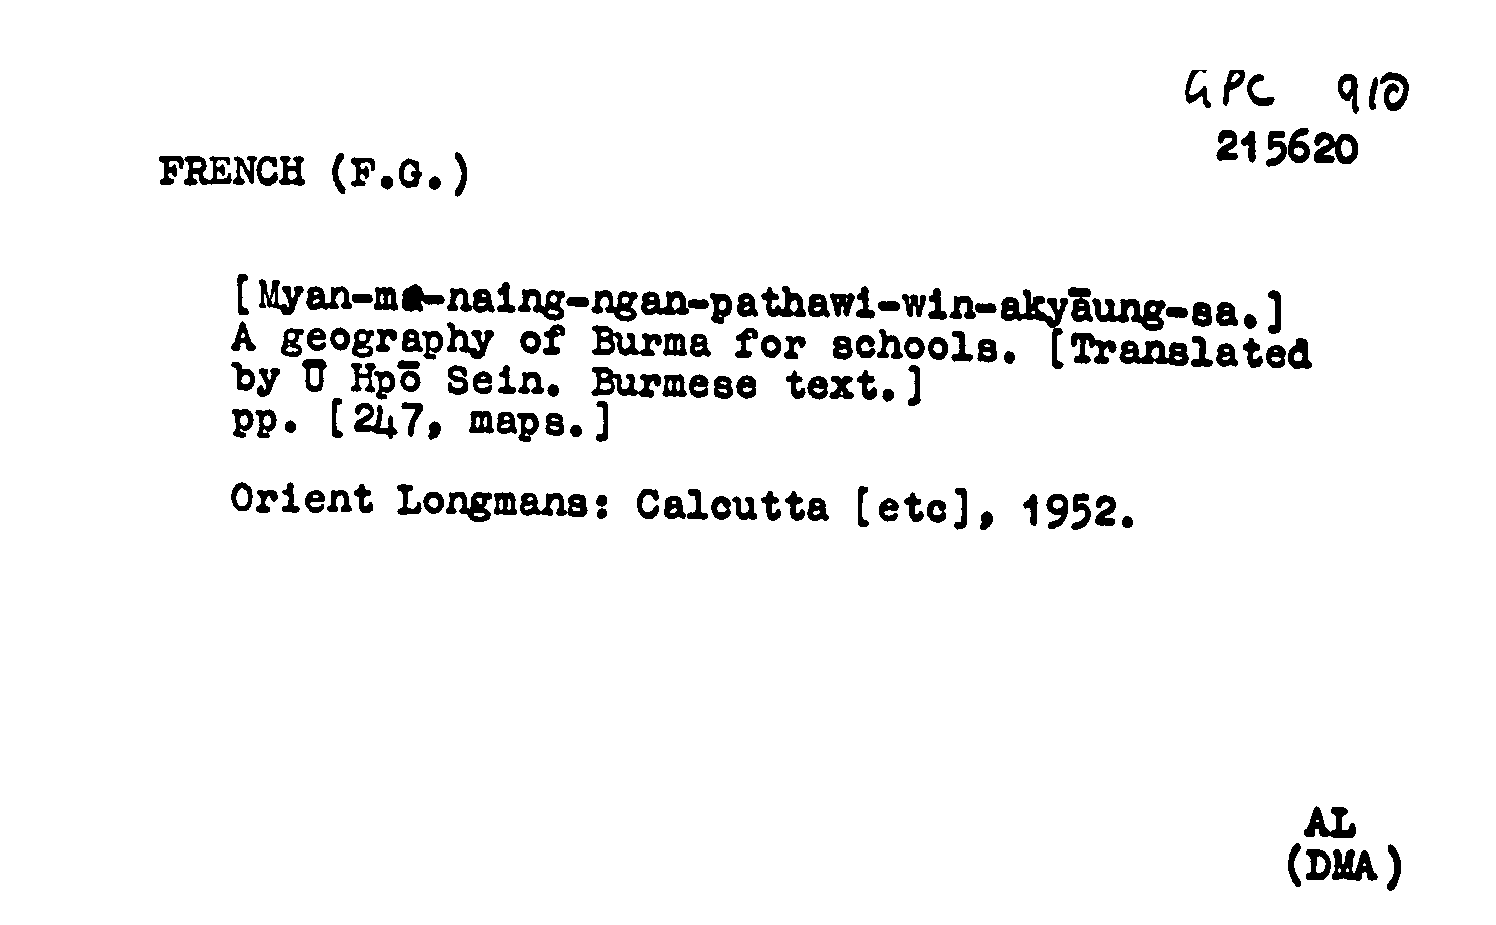 GPC 910
215620
FRENCH (F.G.)
[Myan-ma-naing-ngan-pathawi-win-akyāung-sa.]
A geography of Burma for schools. [Translated
by Ū Hpō Sein. Burmese text.]
pp. [247, maps.]
Orient Longmans: Calcutta [etc], 1952.
AL
(DMA)